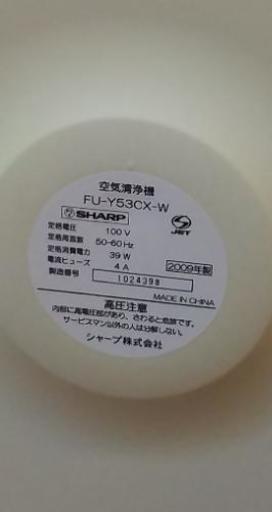 空気清浄機
FU-Y53CX-W
SHARP
JET
定格電圧 100 V
定格周波数 50-60 Hz
定格消費電力 39 W
電流ヒューズ 4 A 2009年製
製造番号 1024398
MADE IN CHINA
高圧注意
内部に高電圧部があり、さわると危険です。
サービスマン以外の人は分解しない。
シャープ株式会社